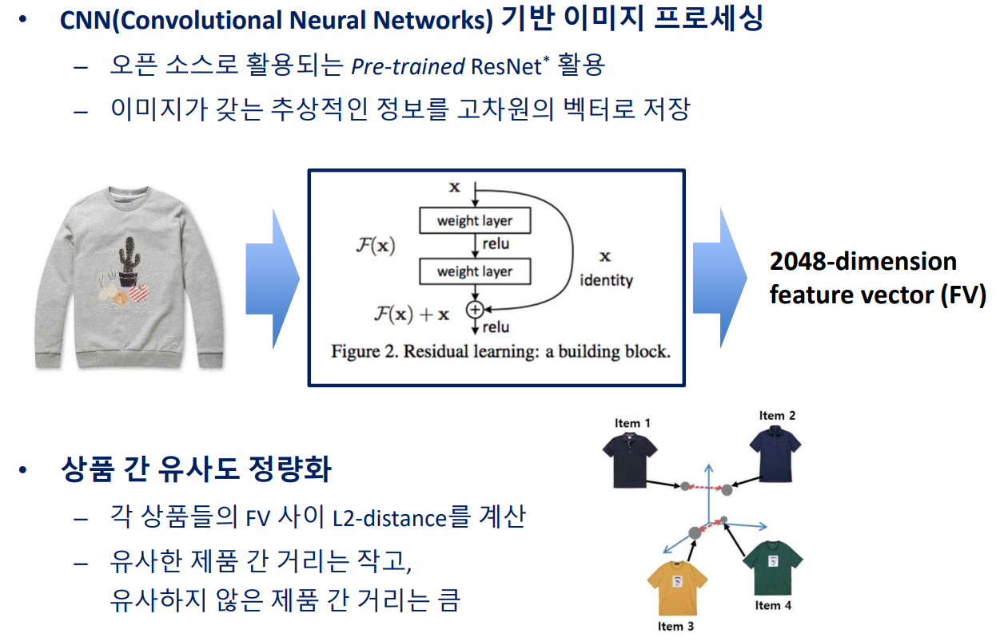 • CNN(Convolutional Neural Networks) 기반 이미지 프로세싱
– 오픈 소스로 활용되는 Pre-trained ResNet* 활용
– 이미지가 갖는 추상적인 정보를 고차원의 벡터로 저장
x
weight layer
F(x)
relu
weight layer
x
identity
F(x) + x
relu
Figure 2. Residual learning: a building block.
2048-dimension
feature vector (FV)
• 상품 간 유사도 정량화
– 각 상품들의 FV 사이 L2-distance를 계산
– 유사한 제품 간 거리는 작고,
유사하지 않은 제품 간 거리는 큼
Item 1
Item 2
Item 3
Item 4